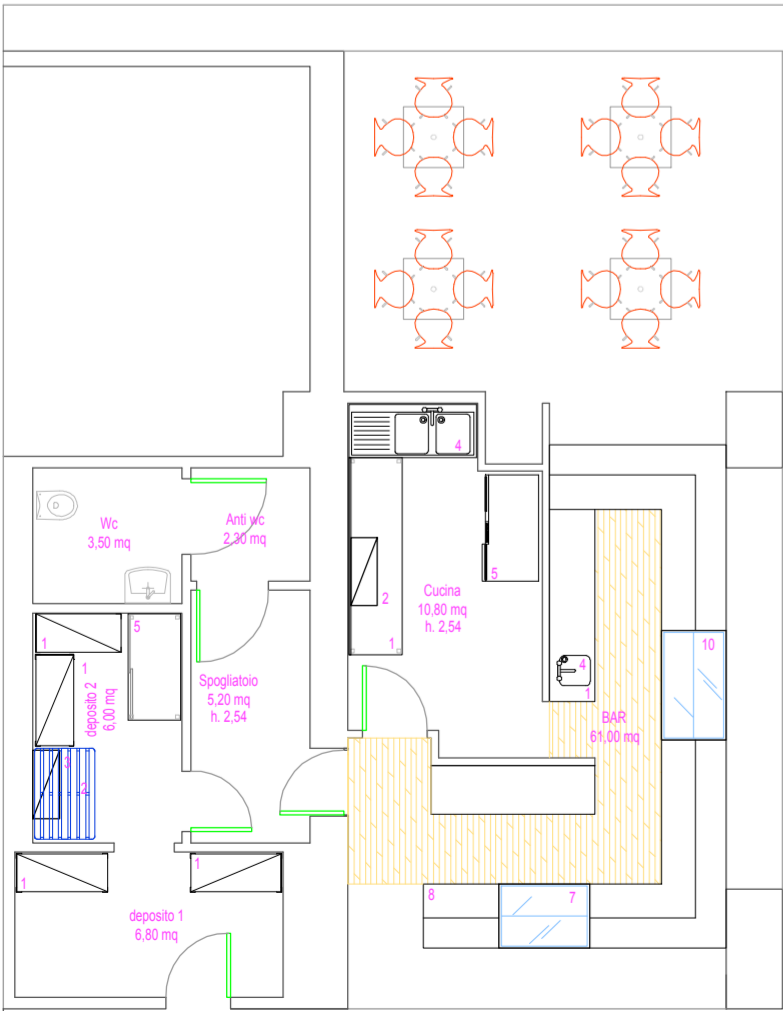 4
Wc
3,50 mq
Anti wc
2,30 mq
5
2
Cucina
10,80 mq
h. 2,54
1
4
1
10
BAR
61,00 mq
5
1
1
deposito 2
6,00 mq
Spogliatoio
5,20 mq
h. 2,54
3
2
1
1
deposito 1
6,80 mq
8
7